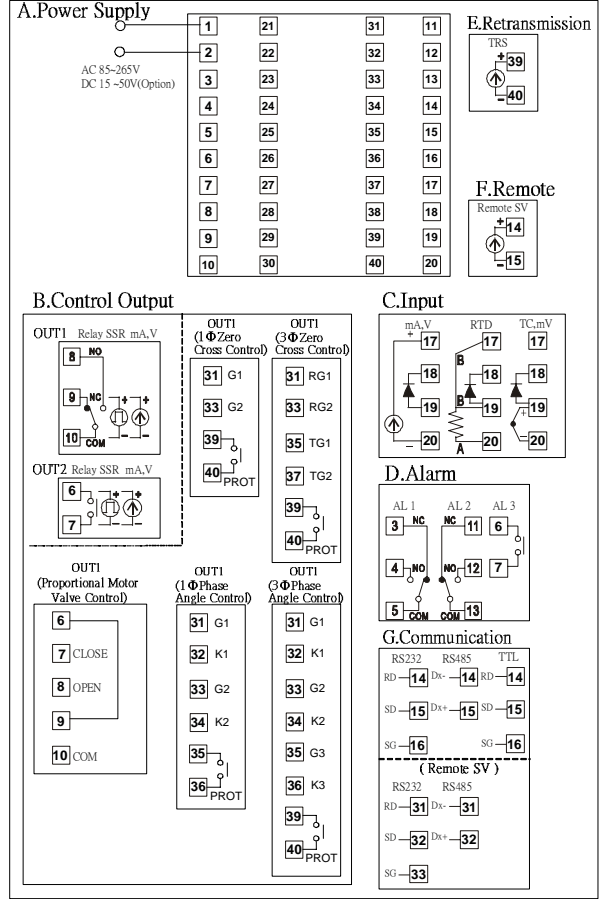 A.Power Supply
AC 85~265V
DC 15 ~50V(Option)
1 21 31 11
2 22 32 12
3 23 33 13
4 24 34 14
5 25 35 15
6 26 36 16
7 27 37 17
8 28 38 18
9 29 39 19
10 30 40 20
E.Retransmission
TRS
+ 39
- 40
F.Remote
Remote SV
+ 14
- 15
B.Control Output
OUT1 Relay SSR mA,V
8 NO
9 NC + +
10 COM - -
OUT2 Relay SSR mA,V
6 + +
7 - -
OUT1
(1ΦZero
Cross Control)
31 G1
33 G2
39
40 PROT
OUT1
(3ΦZero
Cross Control)
31 RG1
33 RG2
35 TG1
37 TG2
39
40 PROT
OUT1
(Proportional Motor
Valve Control)
6
7 CLOSE
8 OPEN
9
10 COM
OUT1
(1ΦPhase
Angle Control)
31 G1
32 K1
33 G2
34 K2
35
36 PROT
OUT1
(3ΦPhase
Angle Control)
31 G1
32 K1
33 G2
34 K2
35 G3
36 K3
39
40 PROT
C.Input
mA,V RTD TC,mV
+ 17 17 17
B
18 18 18
B
19 19 + 19
- 20 A 20 - 20
D.Alarm
AL 1 AL 2 AL 3
3 NC NC 11 6
4 NO NO 12 7
5 COM COM 13
G.Communication
RS232 RS485 TTL
RD 14 Dx- 14 RD 14
SD 15 Dx+ 15 SD 15
SG 16 SG 16
( Remote SV )
RS232 RS485
RD 31 Dx- 31
SD 32 Dx+ 32
SG 33